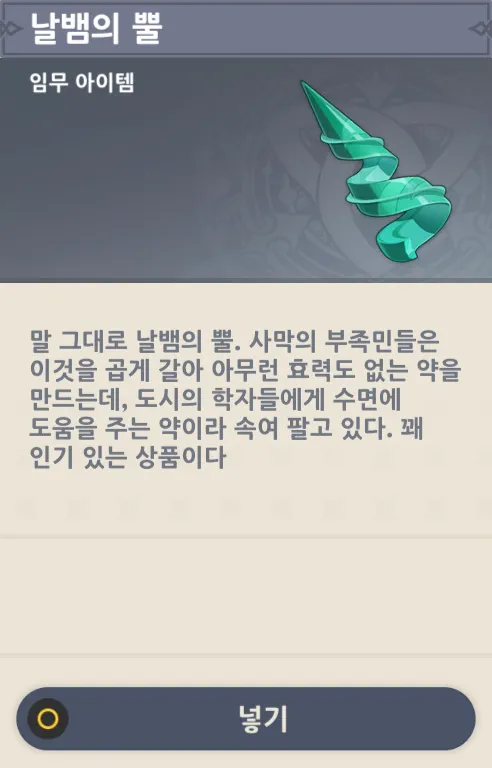 날뱀의 뿔
임무 아이템
말 그대로 날뱀의 뿔. 사막의 부족민들은
이것을 곱게 갈아 아무런 효력도 없는 약을
만드는데, 도시의 학자들에게 수면에
도움을 주는 약이라 속여 팔고 있다. 꽤
인기 있는 상품이다
넣기